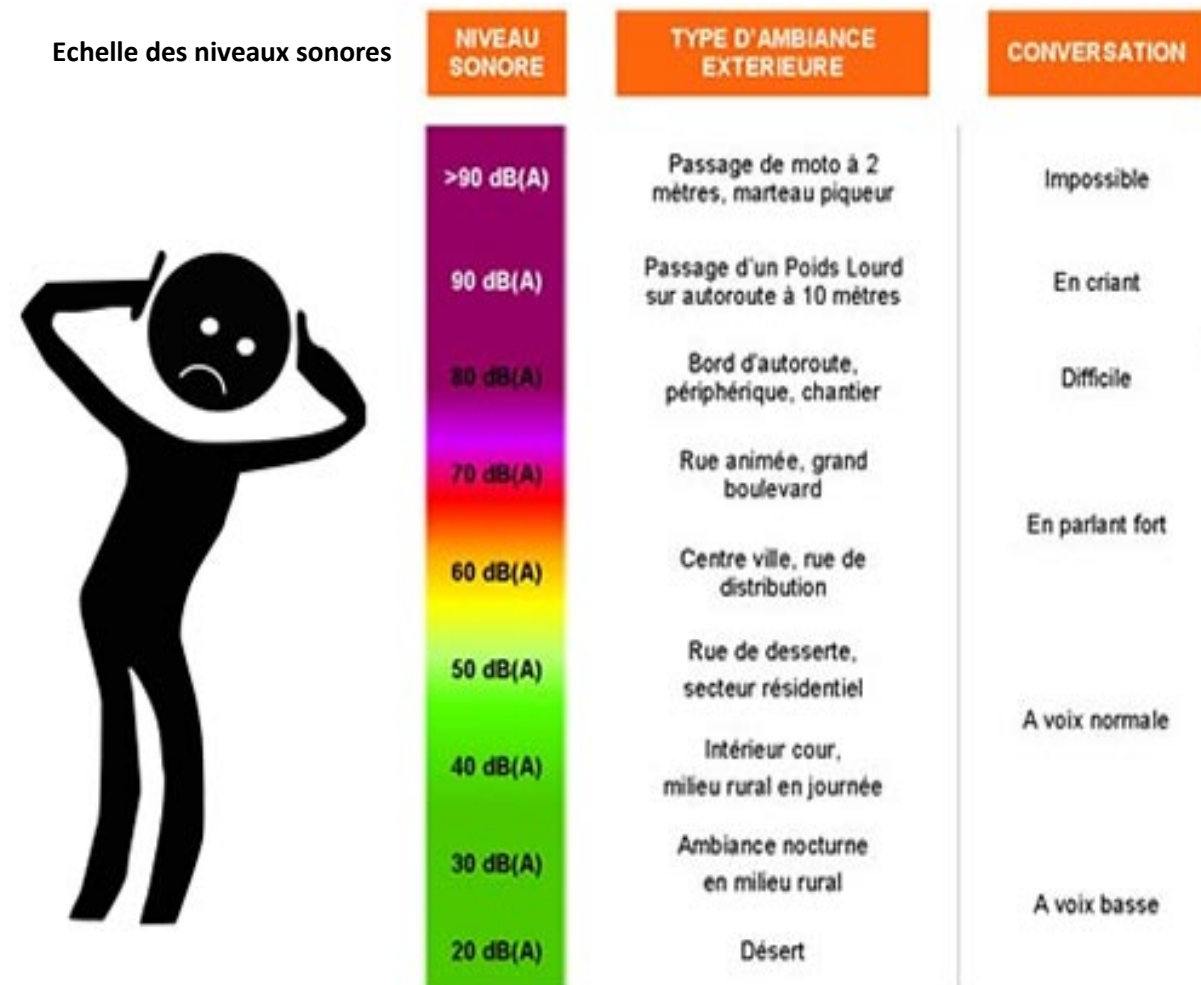 Echelle des niveaux sonores
NIVEAU
SONORE
TYPE D'AMBIANCE
EXTERIEURE
CONVERSATION
>90 dB(A)
Passage de moto à 2
mètres, marteau piqueur
Impossible
90 dB(A)
Passage d'un Poids Lourd
sur autoroute à 10 mètres
En criant
80 dB(A)
Bord d'autoroute,
périphérique, chantier
Difficile
70 dB(A)
Rue animée, grand
boulevard
En parlant fort
60 dB(A)
Centre ville, rue de
distribution
50 dB(A)
Rue de desserte,
secteur résidentiel
A voix normale
40 dB(A)
Intérieur cour,
milieu rural en journée
30 dB(A)
Ambiance nocturne
en milieu rural
A voix basse
20 dB(A)
Désert